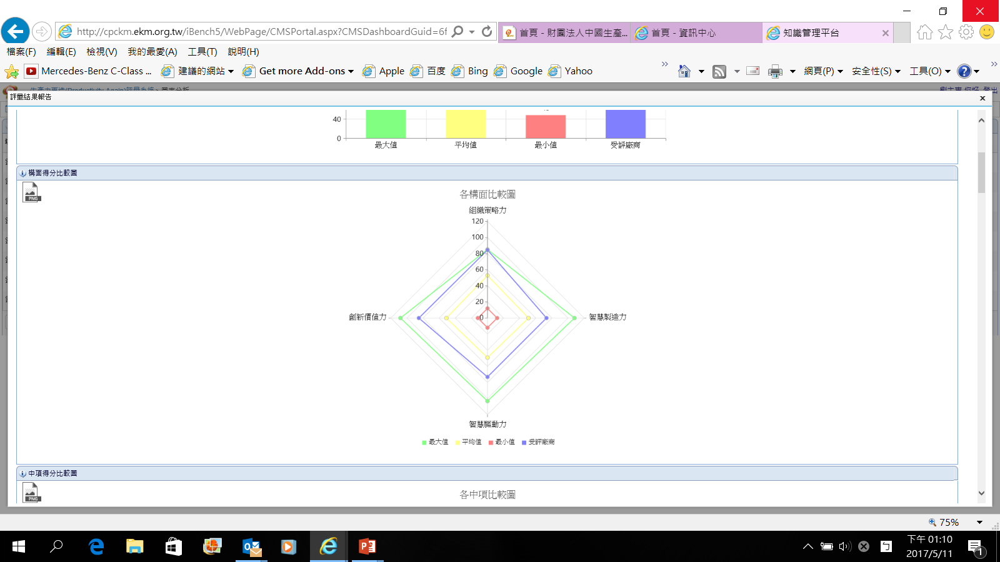 http://cpckm.ekm.org.tw/iBench5/WebPage/CMSPortal.aspx?CMSDashboardGuid=6f
首頁 - 財團法人中國生產...
首頁 - 資訊中心
知識管理平台
檔案(F) 編輯(E) 檢視(V) 我的最愛(A) 工具(T) 說明(H)
Mercedes-Benz C-Class ... 建議的網站 Get more Add-ons Apple 百度 Bing Google Yahoo
網頁(P) 安全性(S) 工具(O)
評量結果報告
40
0
最大值 平均值 最小值 受評廠商
構面得分比較圖
PNG
各構面比較圖
組織策略力
120
100
80
60
40
20
0
創新價值力
智慧製造力
智慧驅動力
最大值 平均值 最小值 受評廠商
中項得分比較圖
PNG
各中項比較圖
75%
下午 01:10
2017/5/11
1